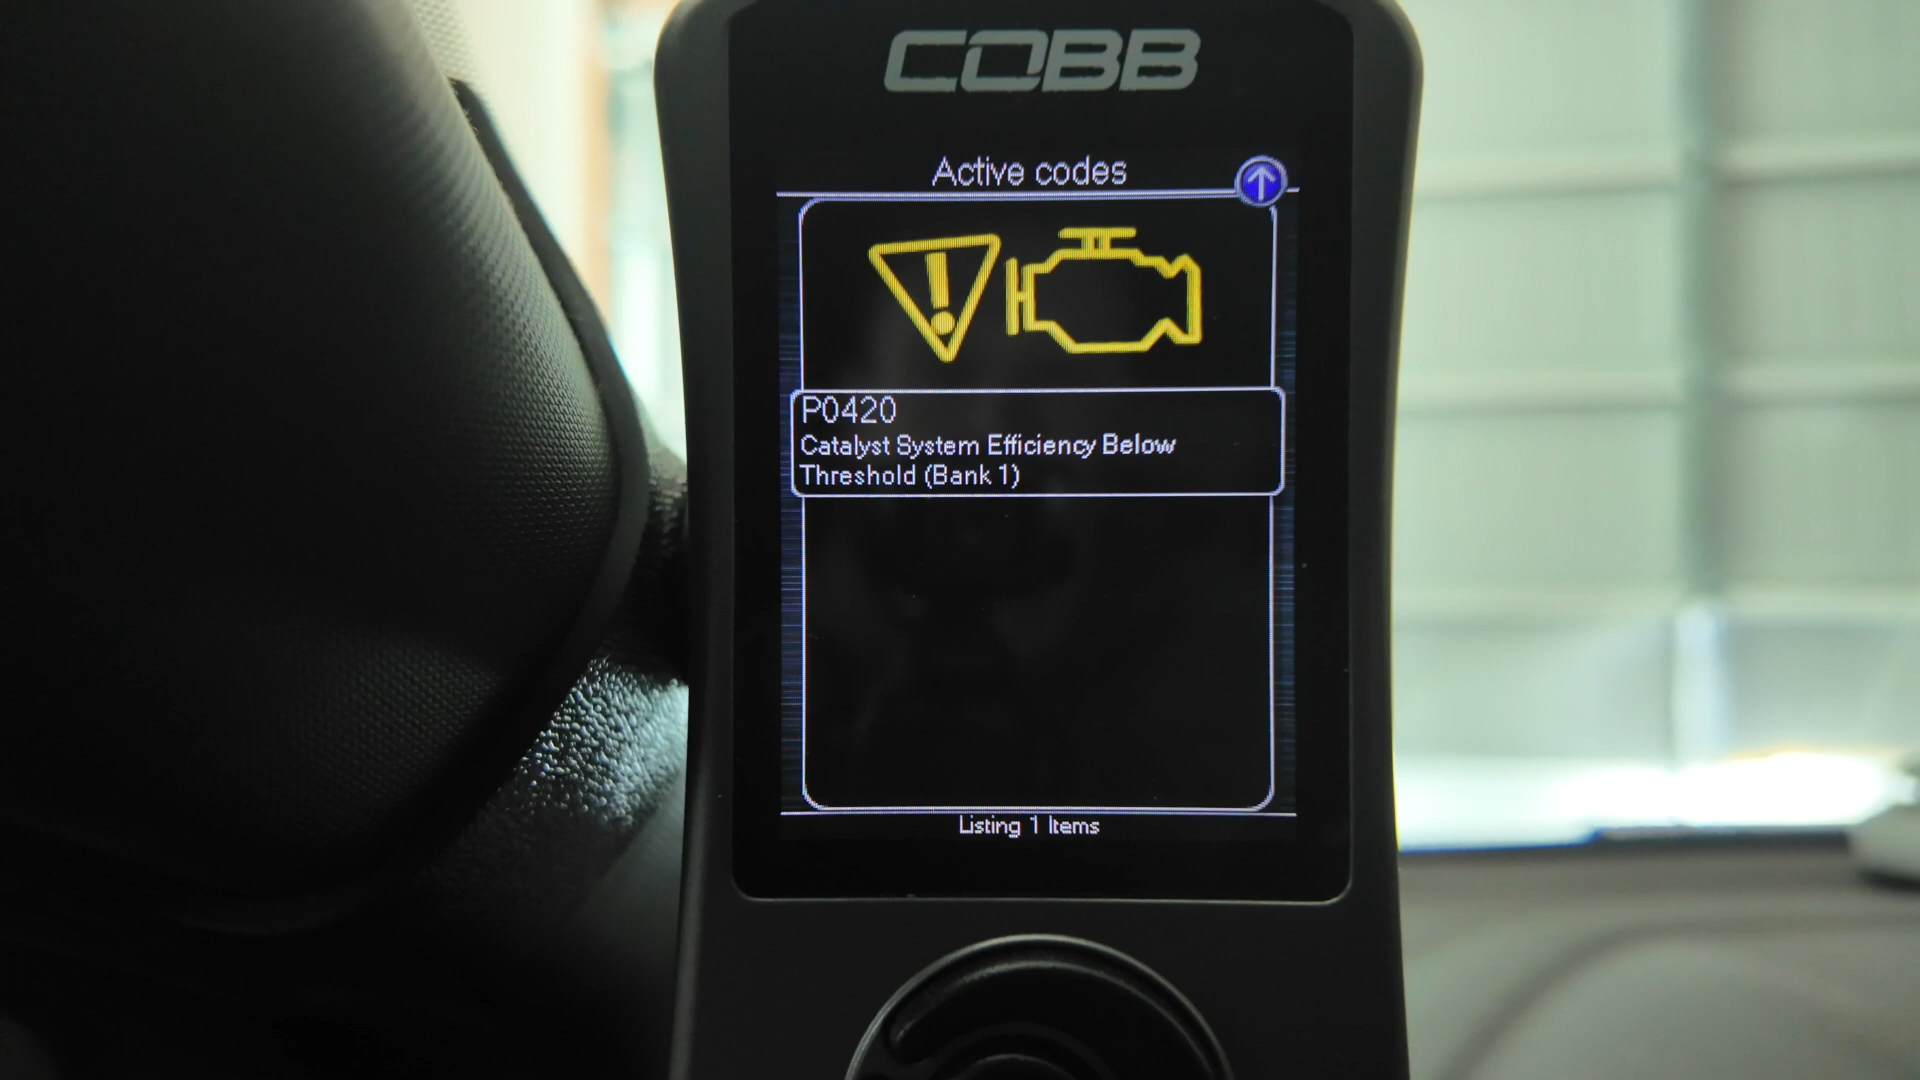 COBB
Active codes
P0420
Catalyst System Efficiency Below
Threshold (Bank 1)
Listing 1 Items